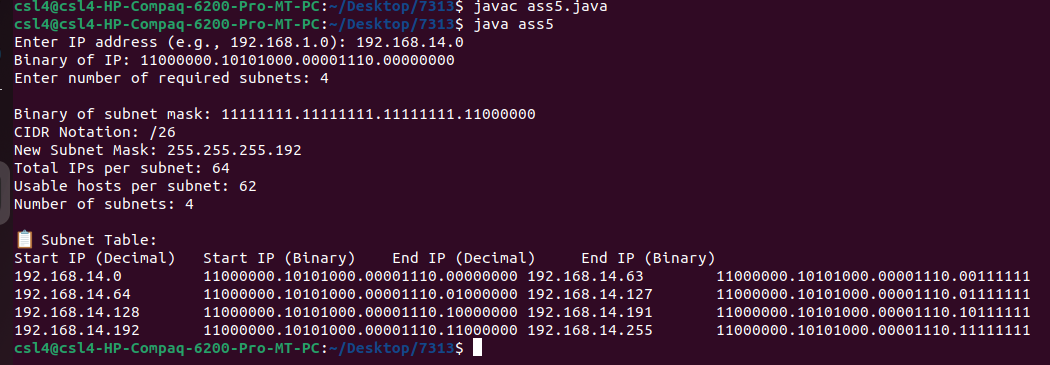 csl4@csl4-HP-Compaq-6200-Pro-MT-PC:~/Desktop/7313$ javac ass5.java
csl4@csl4-HP-Compaq-6200-Pro-MT-PC:~/Desktop/7313$ java ass5
Enter IP address (e.g., 192.168.1.0): 192.168.14.0
Binary of IP: 11000000.10101000.00001110.00000000
Enter number of required subnets: 4

Binary of subnet mask: 11111111.11111111.11111111.11000000
CIDR Notation: /26
New Subnet Mask: 255.255.255.192
Total IPs per subnet: 64
Usable hosts per subnet: 62
Number of subnets: 4

📋 Subnet Table:
Start IP (Decimal)   Start IP (Binary)    End IP (Decimal)     End IP (Binary)
192.168.14.0         11000000.10101000.00001110.00000000 192.168.14.63        11000000.10101000.00001110.00111111
192.168.14.64        11000000.10101000.00001110.01000000 192.168.14.127       11000000.10101000.00001110.01111111
192.168.14.128       11000000.10101000.00001110.10000000 192.168.14.191       11000000.10101000.00001110.10111111
192.168.14.192       11000000.10101000.00001110.11000000 192.168.14.255       11000000.10101000.00001110.11111111
csl4@csl4-HP-Compaq-6200-Pro-MT-PC:~/Desktop/7313$